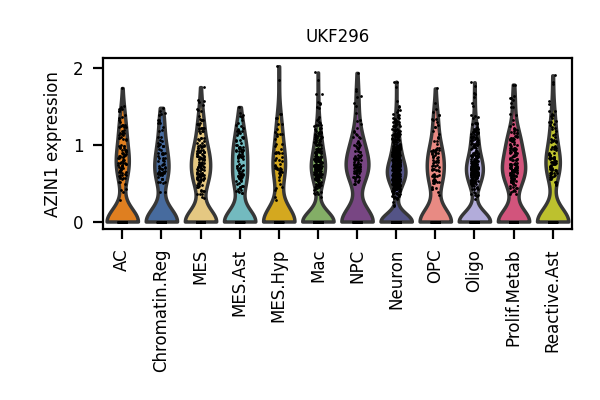 UKF296
AZIN1 expression
2
1
0
AC
Chromatin.Reg
MES
MES.Ast
MES.Hyp
Mac
NPC
Neuron
OPC
Oligo
Prolif.Metab
Reactive.Ast